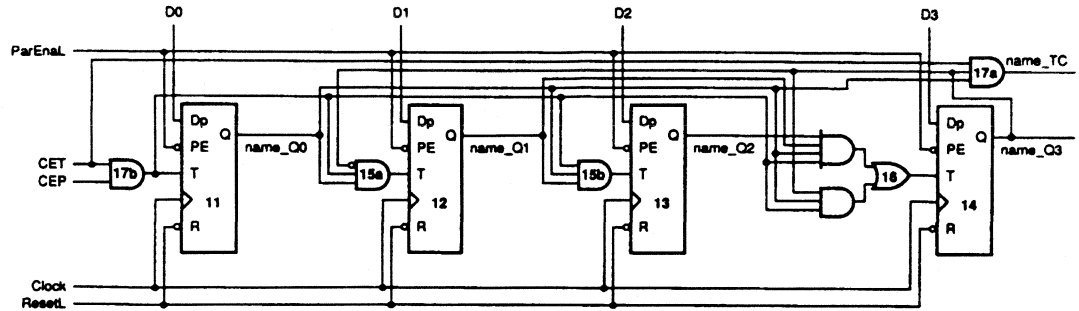 D0 D1 D2 D3
ParEnaL
name_TC
17a
Dp Q PE T 11 R
name_Q0
Dp Q PE T 12 R
name_Q1
Dp Q PE T 13 R
name_Q2
Dp Q PE T 14 R
name_Q3
CET
CEP
17b
15a
15b
16
Clock
ResetL